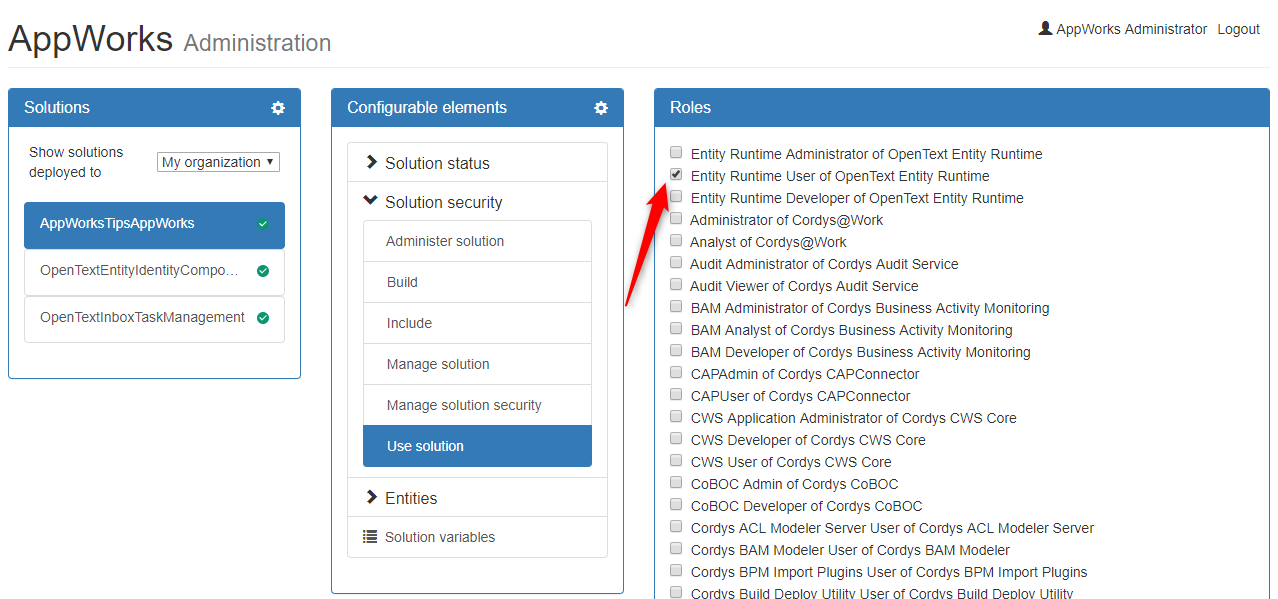 AppWorks Administration
AppWorks Administrator Logout
Solutions
Show solutions
deployed to
My organization
AppWorksTipsAppWorks
OpenTextEntityIdentityCompo...
OpenTextInboxTaskManagement
Configurable elements
Solution status
Solution security
Administer solution
Build
Include
Manage solution
Manage solution security
Use solution
Entities
Solution variables
Roles
Entity Runtime Administrator of OpenText Entity Runtime
Entity Runtime User of OpenText Entity Runtime
Entity Runtime Developer of OpenText Entity Runtime
Administrator of Cordys@Work
Analyst of Cordys@Work
Audit Administrator of Cordys Audit Service
Audit Viewer of Cordys Audit Service
BAM Administrator of Cordys Business Activity Monitoring
BAM Analyst of Cordys Business Activity Monitoring
BAM Developer of Cordys Business Activity Monitoring
CAPAdmin of Cordys CAPConnector
CAPUser of Cordys CAPConnector
CWS Application Administrator of Cordys CWS Core
CWS Developer of Cordys CWS Core
CWS User of Cordys CWS Core
CoBOC Admin of Cordys CoBOC
CoBOC Developer of Cordys CoBOC
Cordys ACL Modeler Server User of Cordys ACL Modeler Server
Cordys BAM Modeler User of Cordys BAM Modeler
Cordys BPM Import Plugins User of Cordys BPM Import Plugins
Cordys Build Deploy Utility User of Cordys Build Deploy Utility